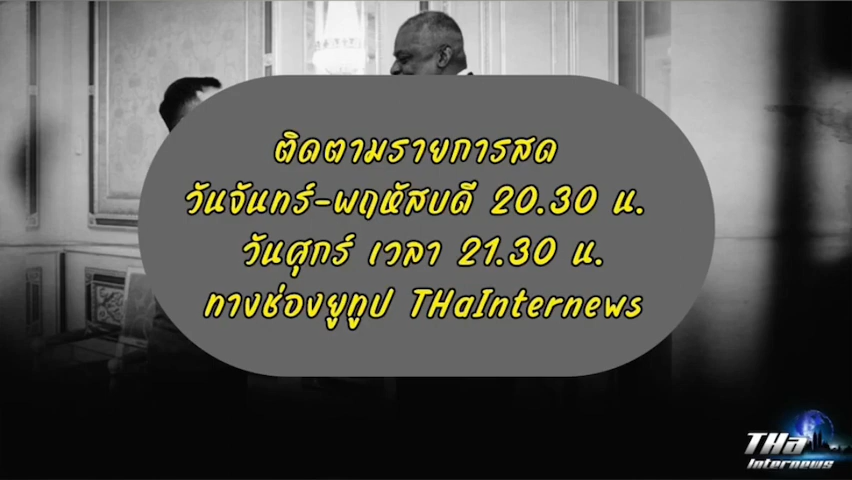 ติดตามรายการสด
วันจันทร์-พฤหัสบดี 20.30 น.
วันศุกร์ เวลา 21.30 น.
ทางช่องยูทูป THaInternews
THa
Internews